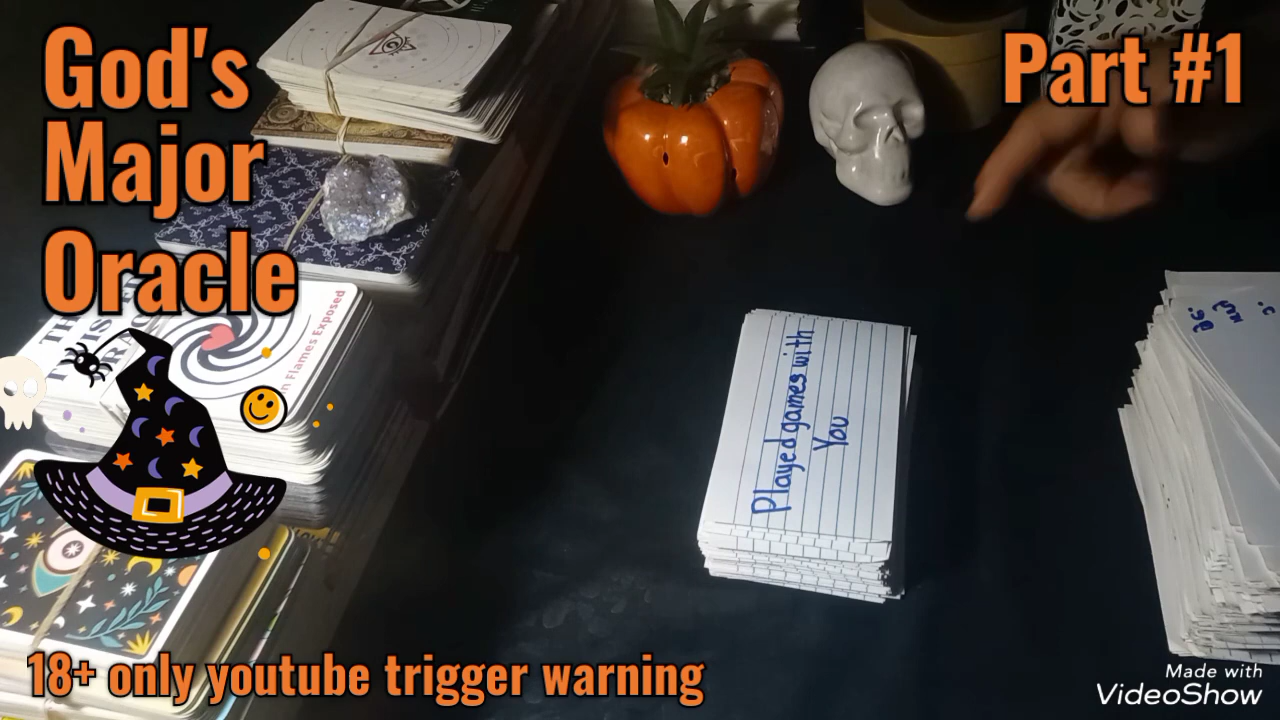 God's
Major
Oracle
Part #1
n Flames Exposed
Played games with
You
18+ only youtube trigger warning
Made with
VideoShow